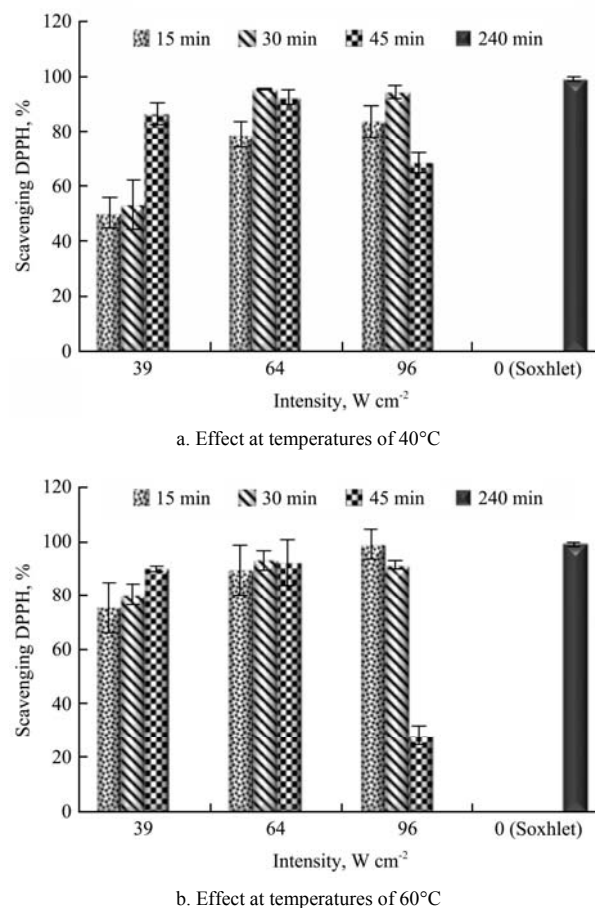 120
15 min 30 min 45 min 240 min
100
80
60
40
20
0
Scavenging DPPH, %
39 64 96 0 (Soxhlet)
Intensity, W cm⁻²
a. Effect at temperatures of 40°C
120
15 min 30 min 45 min 240 min
100
80
60
40
20
0
Scavenging DPPH, %
39 64 96 0 (Soxhlet)
Intensity, W cm⁻²
b. Effect at temperatures of 60°C